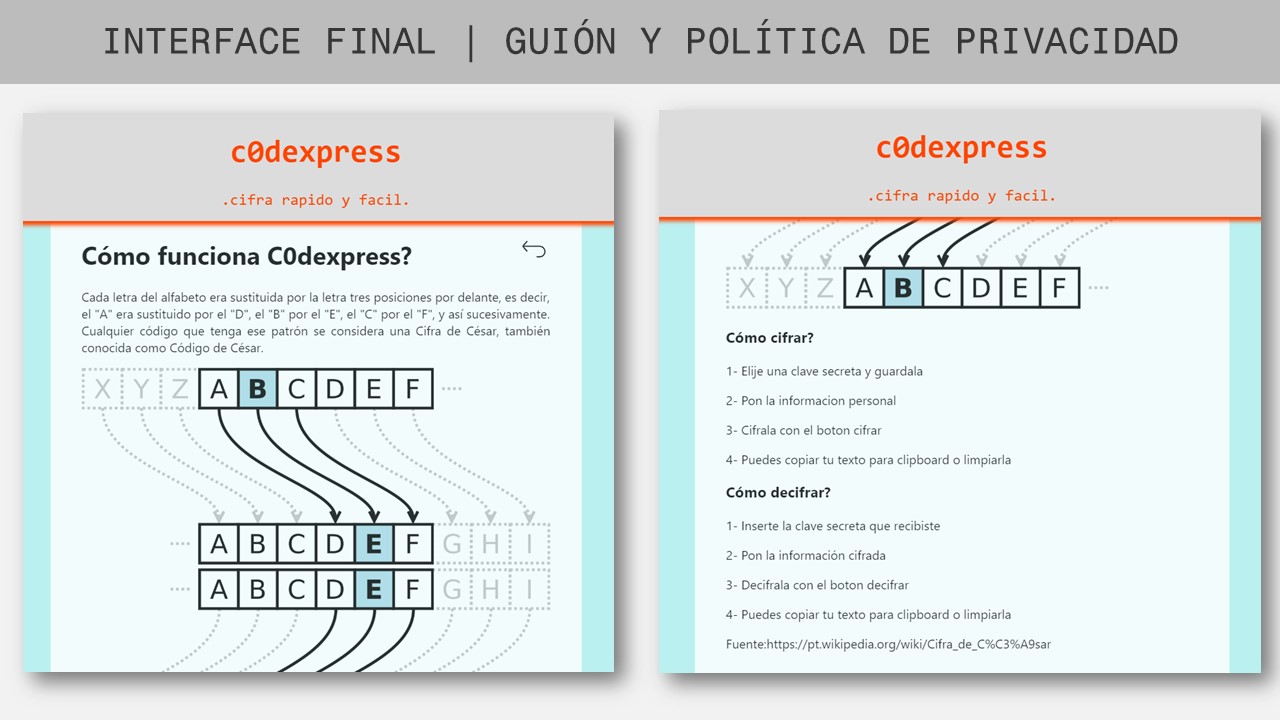 INTERFACE FINAL | GUIÓN Y POLÍTICA DE PRIVACIDAD
c0dexpress
.cifra rapido y facil.
Cómo funciona C0dexpress?
Cada letra del alfabeto era sustituida por la letra tres posiciones por delante, es decir,
el "A" era sustituido por el "D", el "B" por el "E", el "C" por el "F", y así sucesivamente.
Cualquier código que tenga ese patrón se considera una Cifra de César, también
conocida como Código de César.
X Y Z A B C D E F
A B C D E F G H I
A B C D E F G H I
c0dexpress
.cifra rapido y facil.
X Y Z A B C D E F
Cómo cifrar?
1- Elije una clave secreta y guardala
2- Pon la informacion personal
3- Cifrala con el boton cifrar
4- Puedes copiar tu texto para clipboard o limpiarla
Cómo decifrar?
1- Inserte la clave secreta que recibiste
2- Pon la información cifrada
3- Decifrala con el boton decifrar
4- Puedes copiar tu texto para clipboard o limpiarla
Fuente:https://pt.wikipedia.org/wiki/Cifra_de_C%C3%A9sar